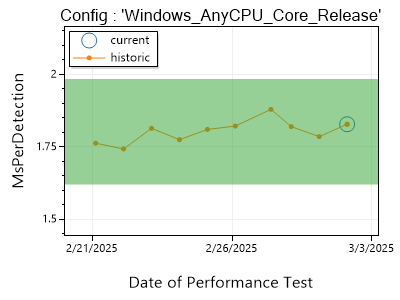 Config : 'Windows_AnyCPU_Core_Release'
current
historic
MsPerDetection
2
1.75
1.5
2/21/2025
2/26/2025
3/3/2025
Date of Performance Test